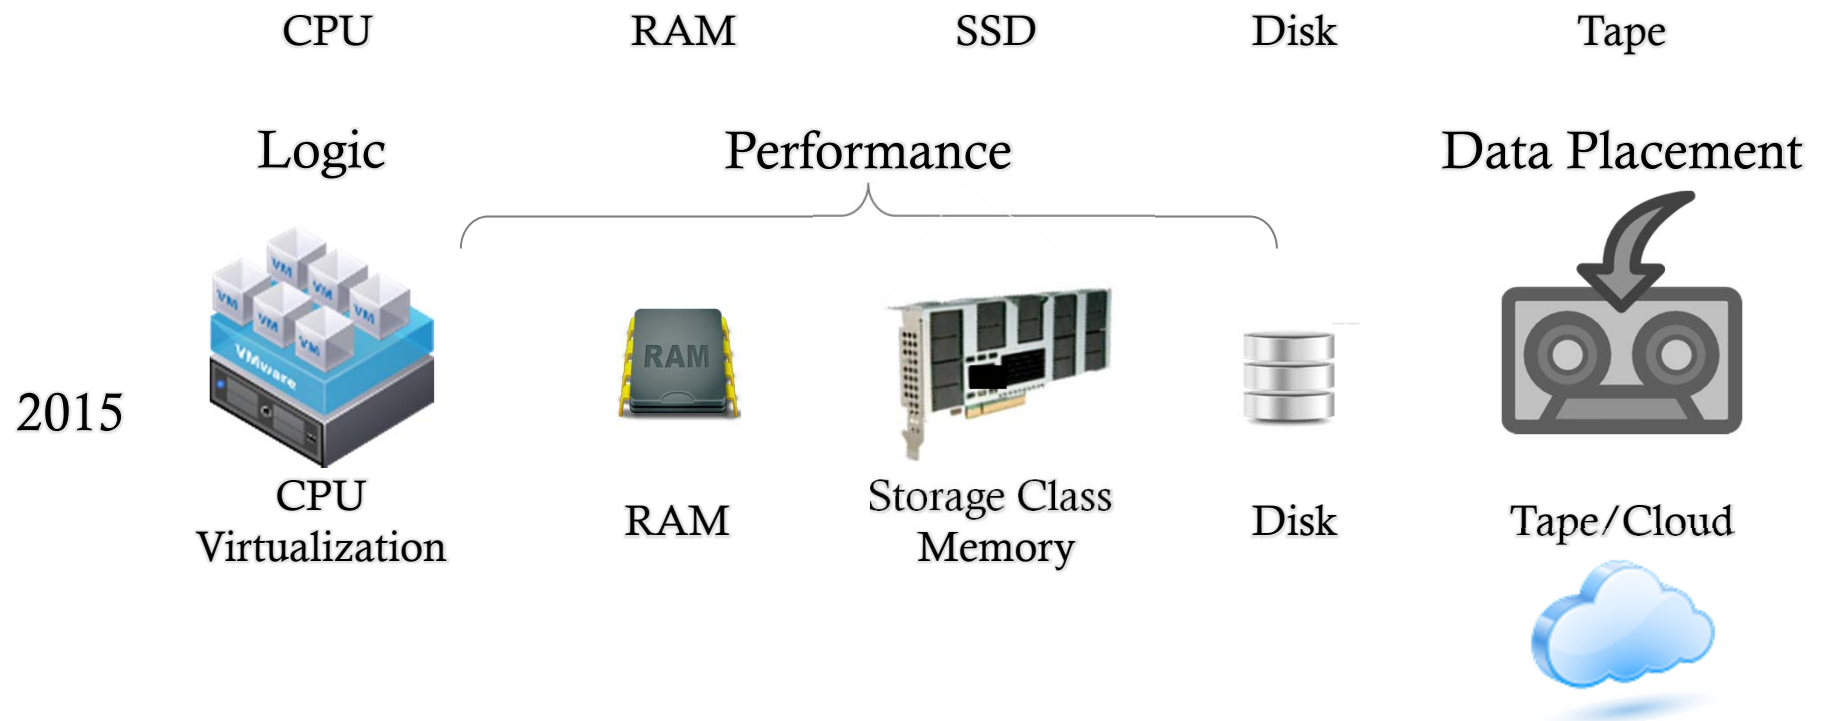 CPU RAM SSD Disk Tape
Logic Performance Data Placement
VM
VM
VM
VM
VM
VM
VMware
RAM
2015
CPU
Virtualization
RAM
Storage Class
Memory
Disk
Tape/Cloud